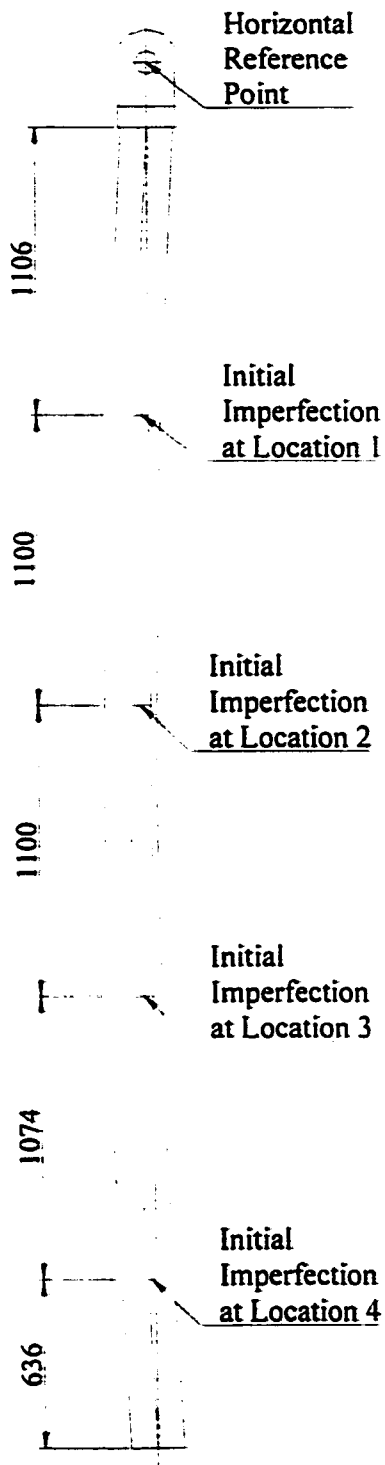 Horizontal
Reference
Point
1106
Initial
Imperfection
at Location 1
1100
Initial
Imperfection
at Location 2
1100
Initial
Imperfection
at Location 3
1074
Initial
Imperfection
at Location 4
636